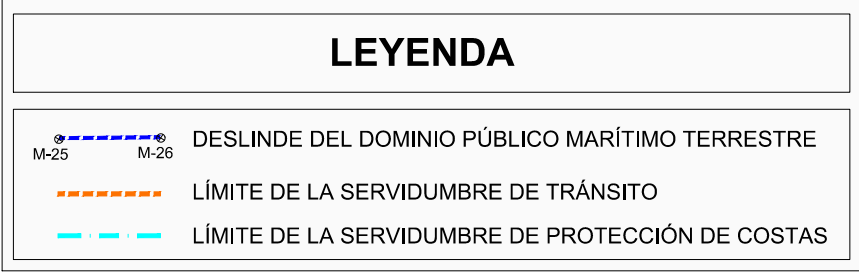 LEYENDA
M-25 M-26 DESLINDE DEL DOMINIO PÚBLICO MARÍTIMO TERRESTRE
LÍMITE DE LA SERVIDUMBRE DE TRÁNSITO
LÍMITE DE LA SERVIDUMBRE DE PROTECCIÓN DE COSTAS